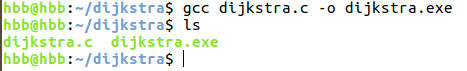 hbb@hbb:~/dijkstra$ gcc dijkstra.c -o dijkstra.exe
hbb@hbb:~/dijkstra$ ls
dijkstra.c  dijkstra.exe
hbb@hbb:~/dijkstra$